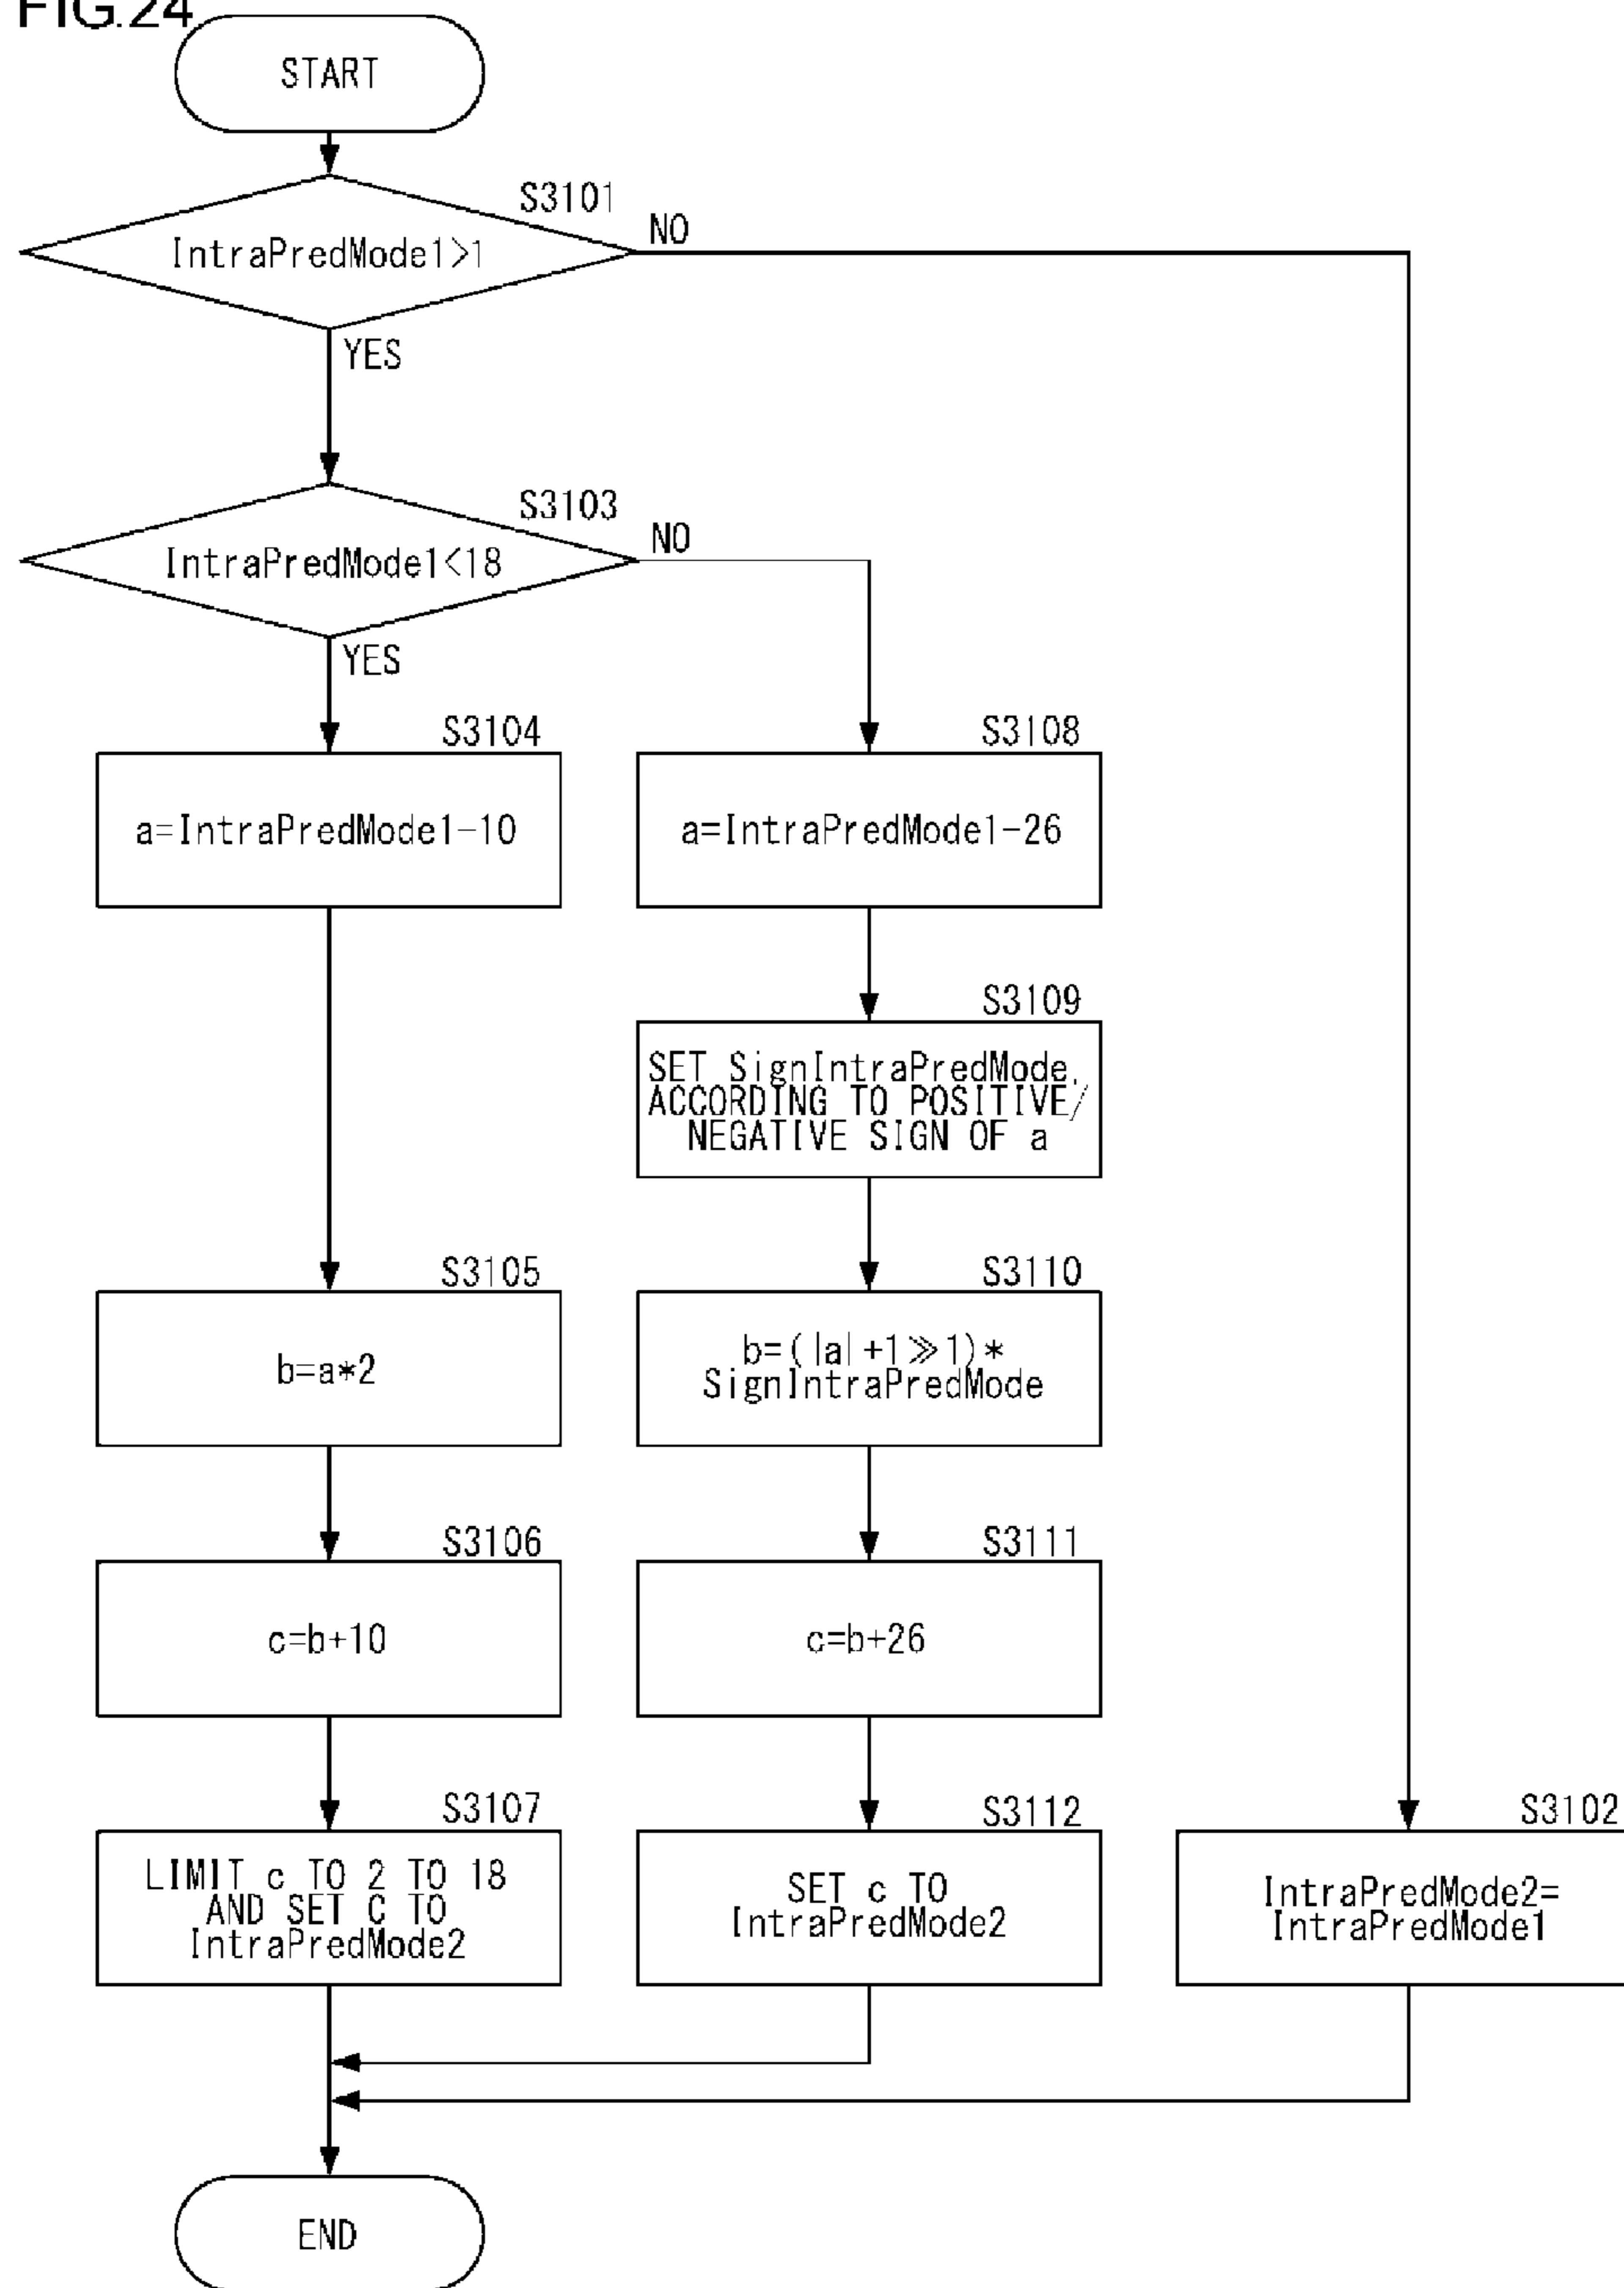 FIG.24
START
S3101
IntraPredMode1>1
NO
YES
S3103
IntraPredMode1<18
NO
YES
S3104
a=IntraPredMode1-10
S3108
a=IntraPredMode1-26
S3109
SET SignIntraPredMode,
ACCORDING TO POSITIVE/
NEGATIVE SIGN OF a
S3105
b=a*2
S3110
b=(|a|+1≫1)*
SignIntraPredMode
S3106
c=b+10
S3111
c=b+26
S3107
LIMIT c TO 2 TO 18
AND SET C TO
IntraPredMode2
S3112
SET c TO
IntraPredMode2
S3102
IntraPredMode2=
IntraPredMode1
END